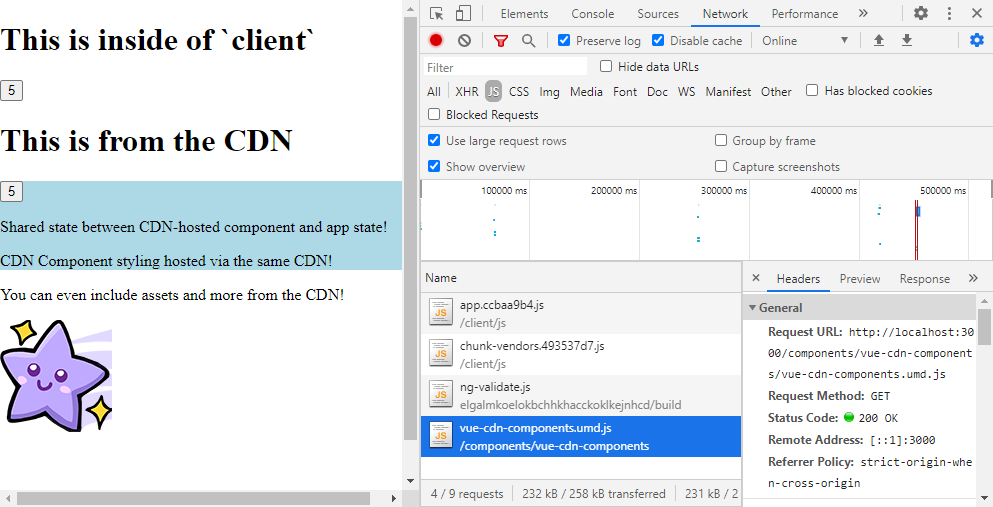 This is inside of `client`
5
This is from the CDN
5
Shared state between CDN-hosted component and app state!
CDN Component styling hosted via the same CDN!
You can even include assets and more from the CDN!
Elements Console Sources Network Performance »
Preserve log Disable cache Online
Filter Hide data URLs
All XHR JS CSS Img Media Font Doc WS Manifest Other Has blocked cookies
Blocked Requests
Use large request rows Group by frame
Show overview Capture screenshots
100000 ms 200000 ms 300000 ms 400000 ms 500000 ms
Name
JS app.ccbaa9b4.js
/client/js
JS chunk-vendors.493537d7.js
/client/js
JS ng-validate.js
elgalmkoelokbchhkhacckoklkejnhcd/build
JS vue-cdn-components.umd.js
/components/vue-cdn-components
4 / 9 requests 232 kB / 258 kB transferred 231 kB / 2
× Headers Preview Response »
General
Request URL: http://localhost:30
00/components/vue-cdn-component
s/vue-cdn-components.umd.js
Request Method: GET
Status Code: 200 OK
Remote Address: [::1]:3000
Referrer Policy: strict-origin-whe
n-cross-origin